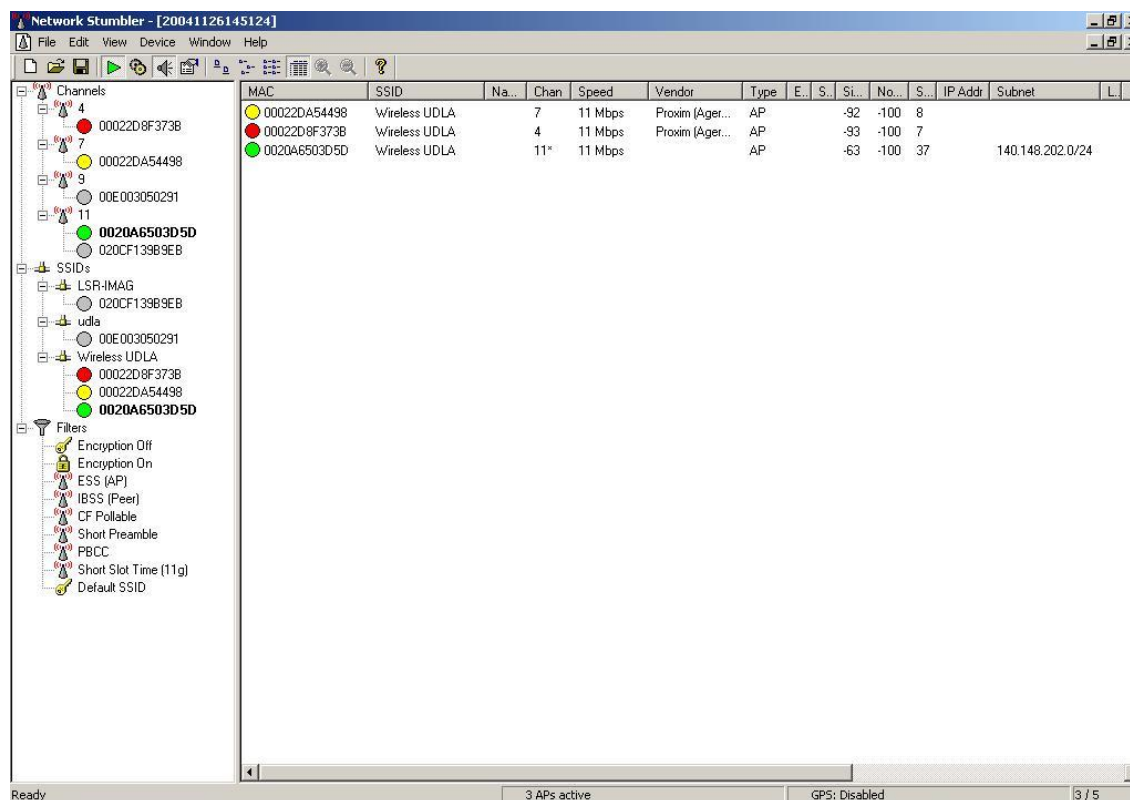 Network Stumbler - [20041126145124]
File Edit View Device Window Help
Channels
4
00022D8F373B
7
00022DA54498
9
00E003050291
11
0020A6503D5D
020CF139B9EB
SSIDs
LSR-IMAG
020CF139B9EB
udla
00E003050291
Wireless UDLA
00022D8F373B
00022DA54498
0020A6503D5D
Filters
Encryption Off
Encryption On
ESS (AP)
IBSS (Peer)
CF Pollable
Short Preamble
PBCC
Short Slot Time (11g)
Default SSID
MAC SSID Na... Chan Speed Vendor Type E... S... Si... No... S... IP Addr Subnet L...
00022DA54498 Wireless UDLA 7 11 Mbps Proxim (Ager... AP -92 -100 8
00022D8F373B Wireless UDLA 4 11 Mbps Proxim (Ager... AP -93 -100 7
0020A6503D5D Wireless UDLA 11* 11 Mbps AP -63 -100 37 140.148.202.0/24
Ready 3 APs active GPS: Disabled 3 / 5